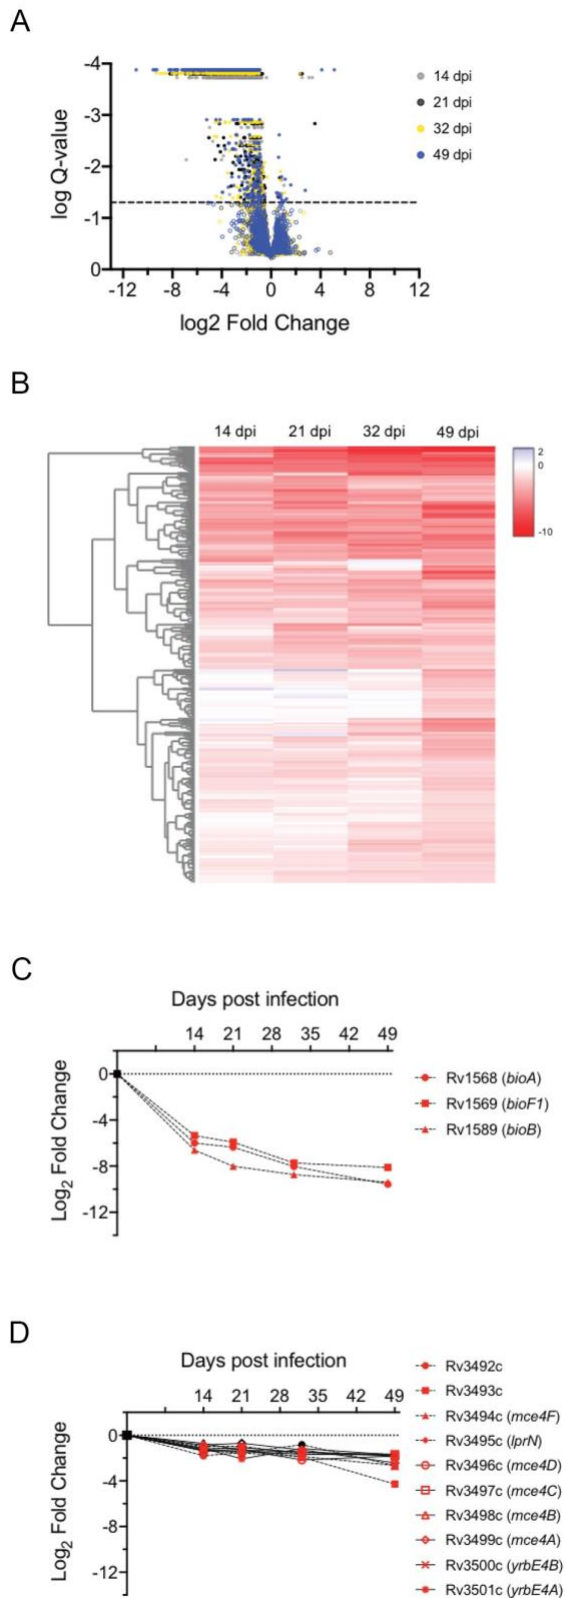 A
log Q-value
-4
-3
-2
-1
0
-12 -8 -4 0 4 8 12
log2 Fold Change
14 dpi
21 dpi
32 dpi
49 dpi
B
14 dpi 21 dpi 32 dpi 49 dpi
2
0
-10
C
Days post infection
14 21 28 35 42 49
Log2 Fold Change
0
-4
-8
-12
Rv1568 (bioA)
Rv1569 (bioF1)
Rv1589 (bioB)
D
Days post infection
14 21 28 35 42 49
Log2 Fold Change
0
-4
-8
-12
Rv3492c
Rv3493c
Rv3494c (mce4F)
Rv3495c (lprN)
Rv3496c (mce4D)
Rv3497c (mce4C)
Rv3498c (mce4B)
Rv3499c (mce4A)
Rv3500c (yrbE4B)
Rv3501c (yrbE4A)